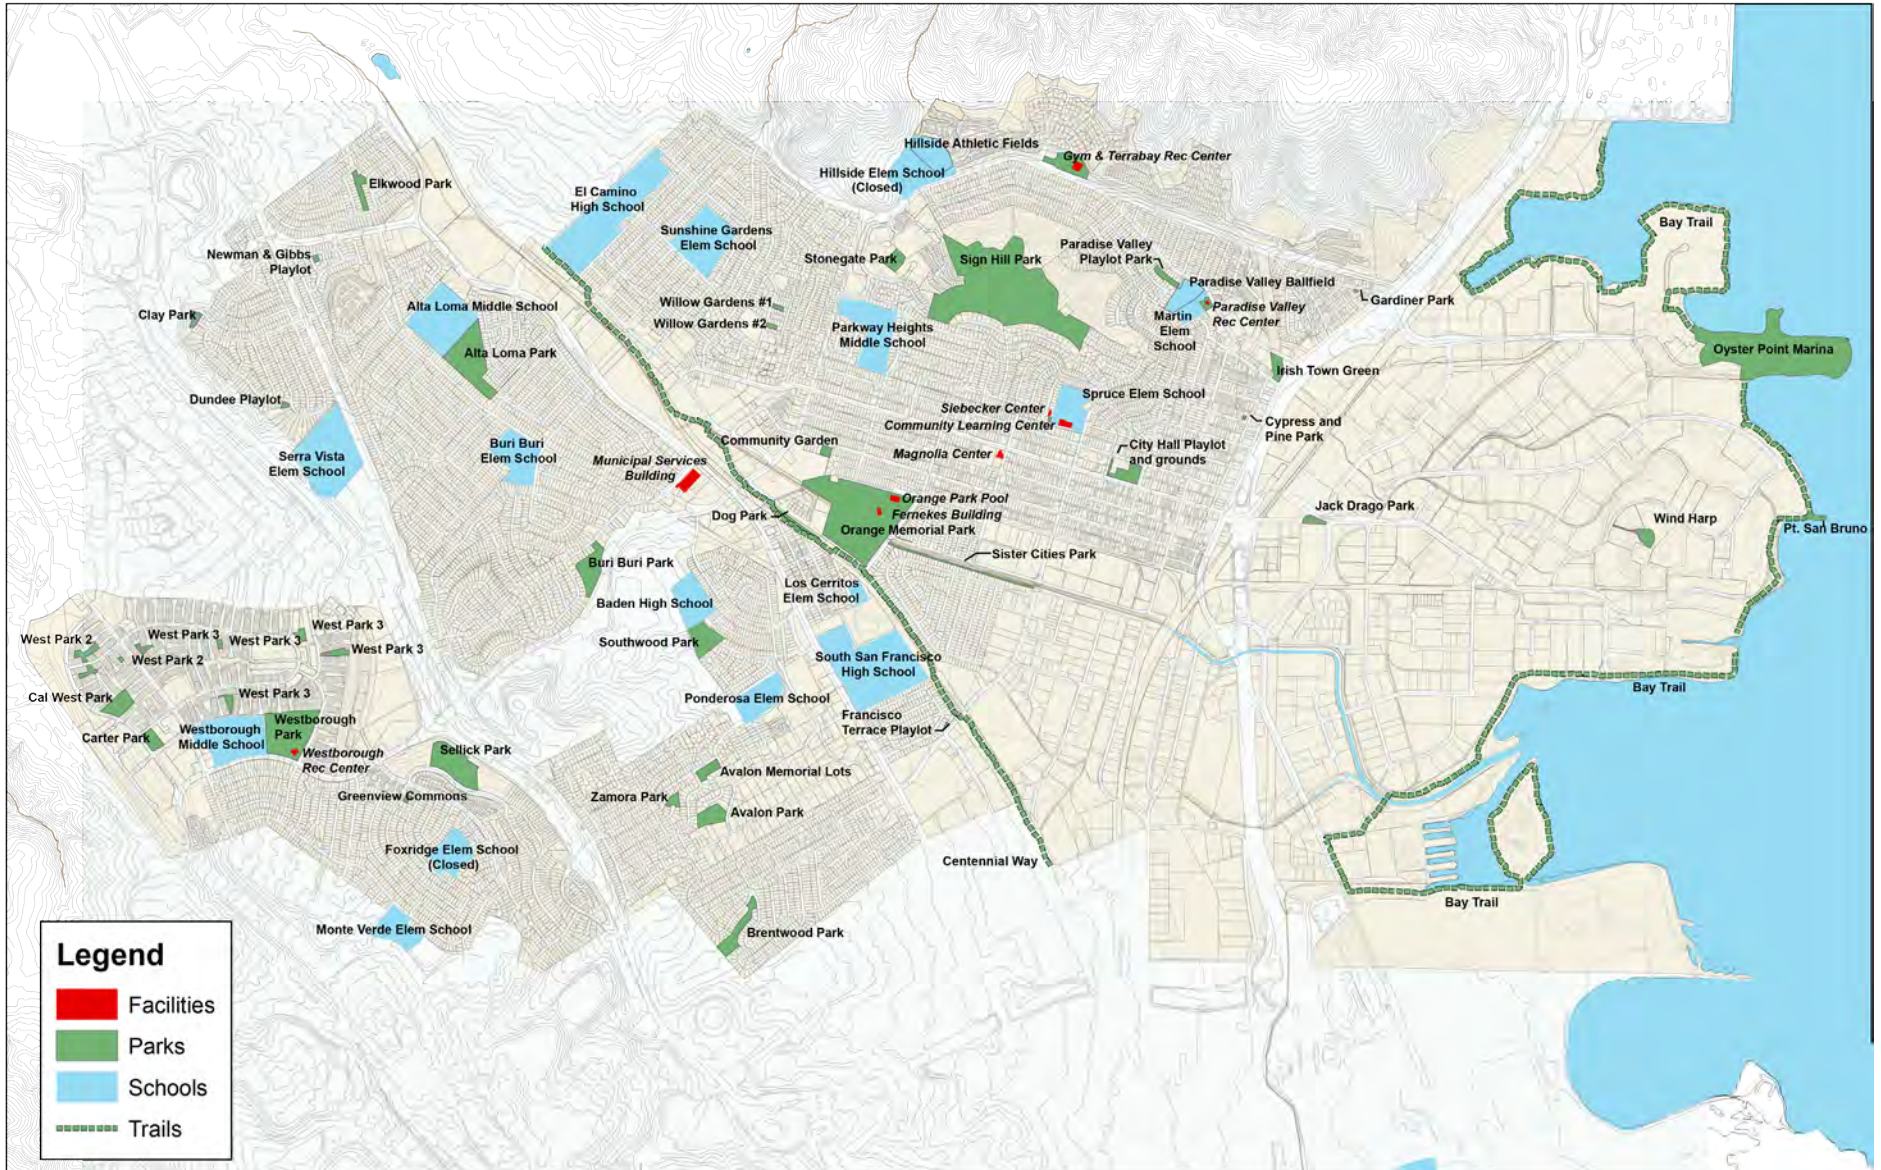 Hillside Athletic Fields
Gym & Terrabay Rec Center
Hillside Elem School
(Closed)
Elkwood Park
El Camino
High School
Sunshine Gardens
Elem School
Bay Trail
Newman & Gibbs
Playlot
Stonegate Park
Sign Hill Park
Paradise Valley
Playlot Park
Paradise Valley Ballfield
Gardiner Park
Clay Park
Alta Loma Middle School
Willow Gardens #1
Willow Gardens #2
Parkway Heights
Middle School
Martin
Elem
School
Paradise Valley
Rec Center
Alta Loma Park
Oyster Point Marina
Irish Town Green
Dundee Playlot
Spruce Elem School
Siebecker Center
Community Learning Center
Cypress and
Pine Park
Serra Vista
Elem School
Buri Buri
Elem School
Municipal Services
Building
Community Garden
Magnolia Center
City Hall Playlot
and grounds
Dog Park
Orange Park Pool
Fernekes Building
Orange Memorial Park
Jack Drago Park
Wind Harp
Pt. San Bruno
Sister Cities Park
Buri Buri Park
Baden High School
Los Cerritos
Elem School
Southwood Park
West Park 2
West Park 3
West Park 3
West Park 3
West Park 3
West Park 2
South San Francisco
High School
Cal West Park
West Park 3
Ponderosa Elem School
Bay Trail
Carter Park
Westborough
Middle School
Westborough
Park
Westborough
Rec Center
Francisco
Terrace Playlot
Sellick Park
Greenview Commons
Avalon Memorial Lots
Zamora Park
Avalon Park
Foxridge Elem School
(Closed)
Centennial Way
Bay Trail
Monte Verde Elem School
Brentwood Park
Legend
Facilities
Parks
Schools
Trails